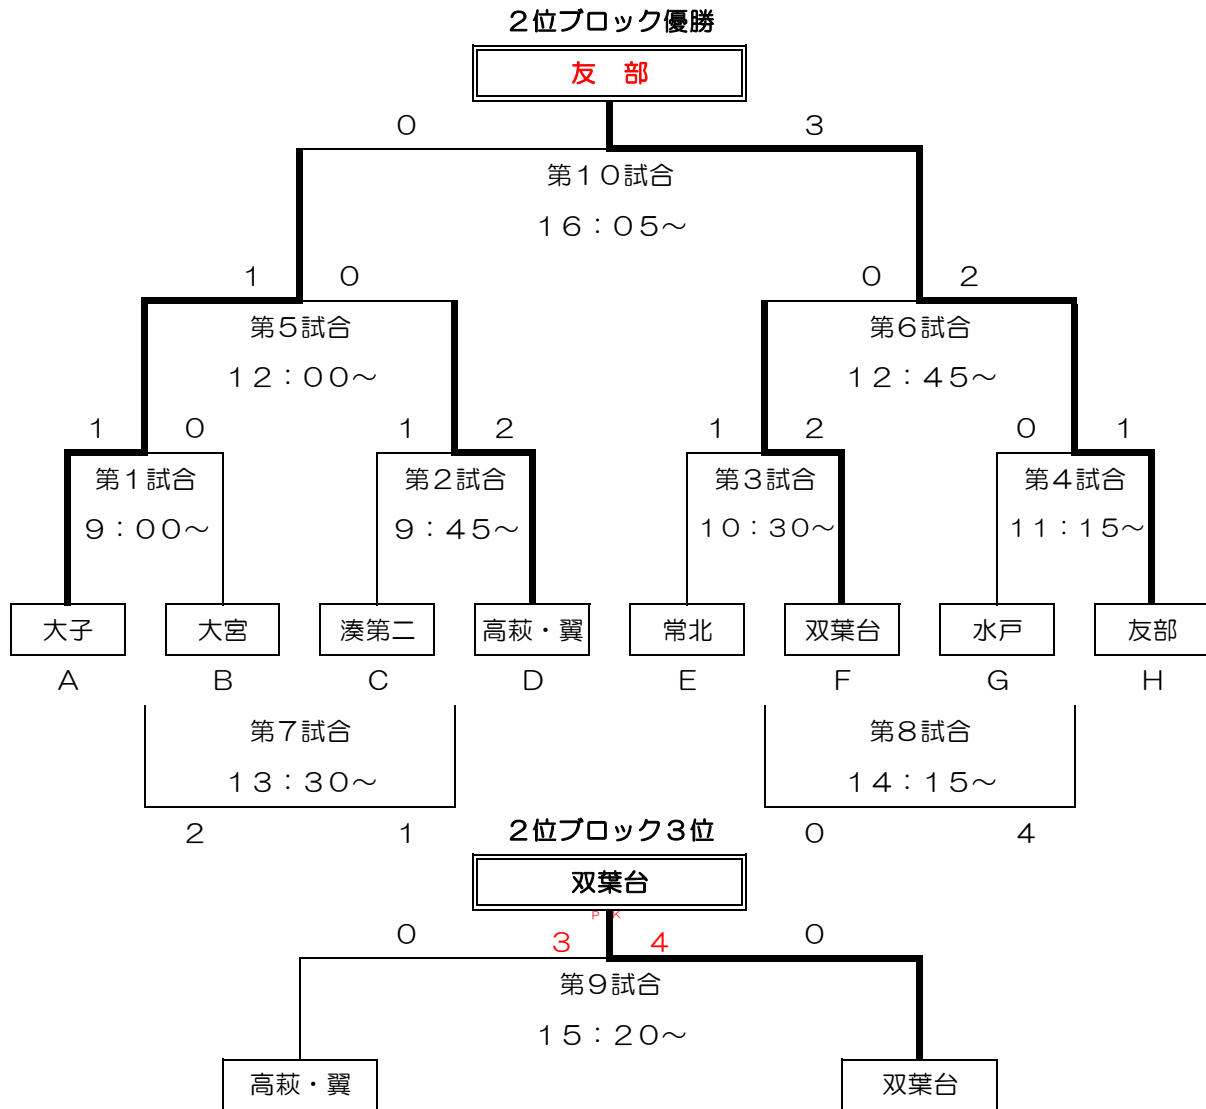 ２位ブロック優勝
友　部
０ ３
第１０試合
１６：０５～
１ ０ ０ ２
第５試合 第６試合
１２：００～ １２：４５～
１ ０ １ ２ １ ２ ０ １
第１試合 第２試合 第３試合 第４試合
９：００～ ９：４５～ １０：３０～ １１：１５～
大子 大宮 湊第二 高萩・翼 常北 双葉台 水戸 友部
Ａ Ｂ Ｃ Ｄ Ｅ Ｆ Ｇ Ｈ
第７試合 第８試合
１３：３０～ １４：１５～
２ １ ２位ブロック３位 ０ ４
双葉台
ＰＫ
０ ３ ４ ０
第９試合
１５：２０～
高萩・翼 双葉台